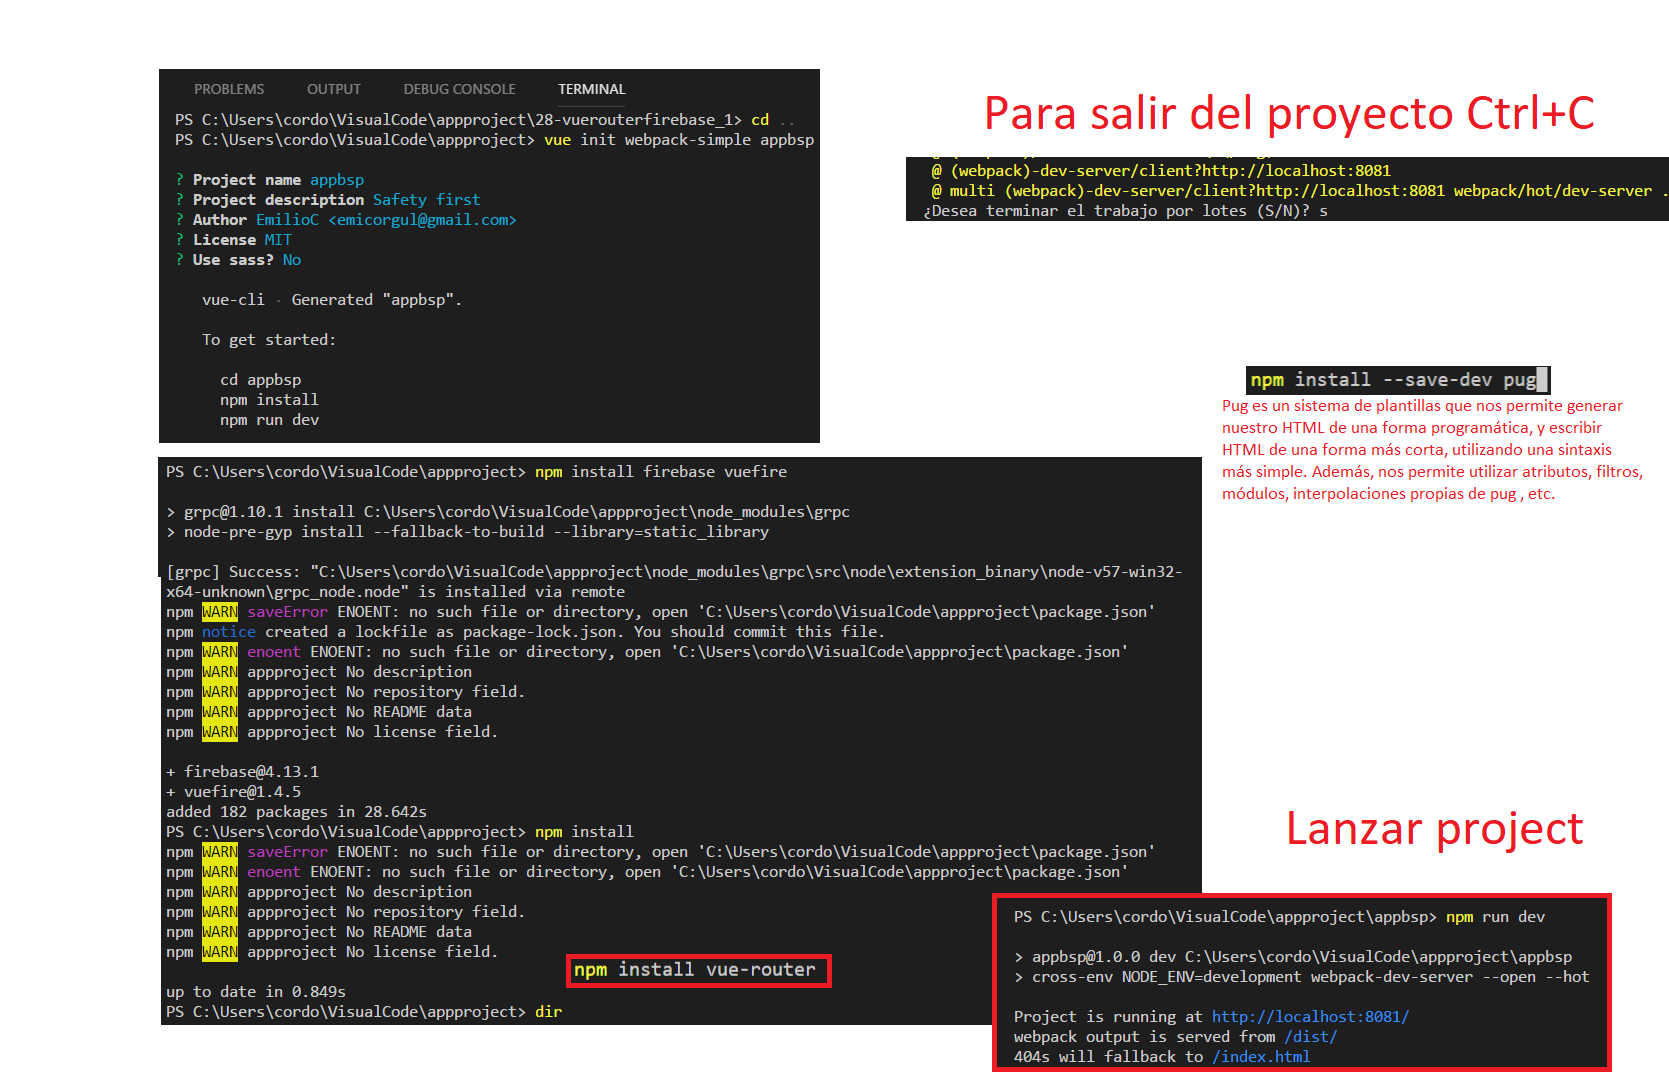 PROBLEMS OUTPUT DEBUG CONSOLE TERMINAL
PS C:\Users\cordo\VisualCode\appproject\28-vuerouterfirebase_1> cd ..
PS C:\Users\cordo\VisualCode\appproject> vue init webpack-simple appbsp
? Project name appbsp
? Project description Safety first
? Author EmilioC <emicorgul@gmail.com>
? License MIT
? Use sass? No
vue-cli · Generated "appbsp".
To get started:
cd appbsp
npm install
npm run dev
Para salir del proyecto Ctrl+C
@ (webpack)-dev-server/client?http://localhost:8081
@ multi (webpack)-dev-server/client?http://localhost:8081 webpack/hot/dev-server .
¿Desea terminar el trabajo por lotes (S/N)? s
npm install --save-dev pug
Pug es un sistema de plantillas que nos permite generar
nuestro HTML de una forma programática, y escribir
HTML de una forma más corta, utilizando una sintaxis
más simple. Además, nos permite utilizar atributos, filtros,
módulos, interpolaciones propias de pug , etc.
PS C:\Users\cordo\VisualCode\appproject> npm install firebase vuefire
> grpc@1.10.1 install C:\Users\cordo\VisualCode\appproject\node_modules\grpc
> node-pre-gyp install --fallback-to-build --library=static_library
[grpc] Success: "C:\Users\cordo\VisualCode\appproject\node_modules\grpc\src\node\extension_binary\node-v57-win32-
x64-unknown\grpc_node.node" is installed via remote
npm WARN saveError ENOENT: no such file or directory, open 'C:\Users\cordo\VisualCode\appproject\package.json'
npm notice created a lockfile as package-lock.json. You should commit this file.
npm WARN enoent ENOENT: no such file or directory, open 'C:\Users\cordo\VisualCode\appproject\package.json'
npm WARN appproject No description
npm WARN appproject No repository field.
npm WARN appproject No README data
npm WARN appproject No license field.
+ firebase@4.13.1
+ vuefire@1.4.5
added 182 packages in 28.642s
PS C:\Users\cordo\VisualCode\appproject> npm install
npm WARN saveError ENOENT: no such file or directory, open 'C:\Users\cordo\VisualCode\appproject\package.json'
npm WARN enoent ENOENT: no such file or directory, open 'C:\Users\cordo\VisualCode\appproject\package.json'
npm WARN appproject No description
npm WARN appproject No repository field.
npm WARN appproject No README data
npm WARN appproject No license field.
up to date in 0.849s
PS C:\Users\cordo\VisualCode\appproject> dir
npm install vue-router
Lanzar project
PS C:\Users\cordo\VisualCode\appproject\appbsp> npm run dev
> appbsp@1.0.0 dev C:\Users\cordo\VisualCode\appproject\appbsp
> cross-env NODE_ENV=development webpack-dev-server --open --hot
Project is running at http://localhost:8081/
webpack output is served from /dist/
404s will fallback to /index.html